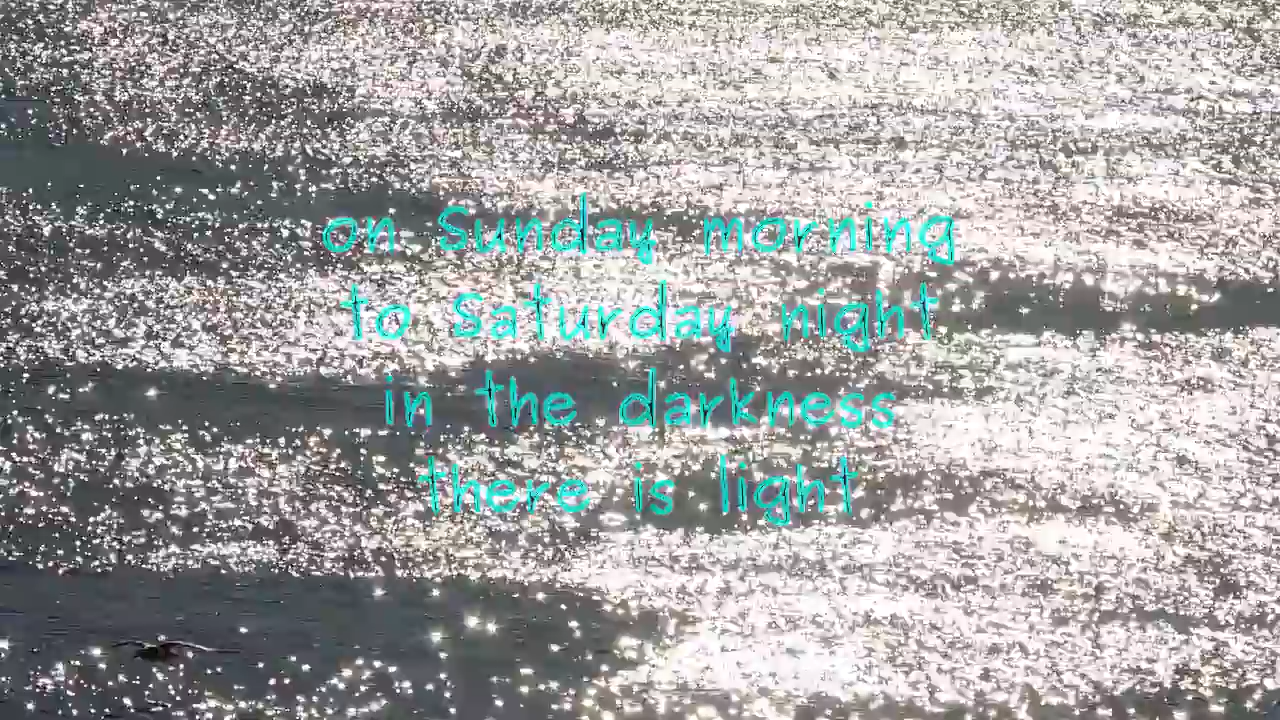 on Sunday morning
to Saturday night
in the darkness
there is light